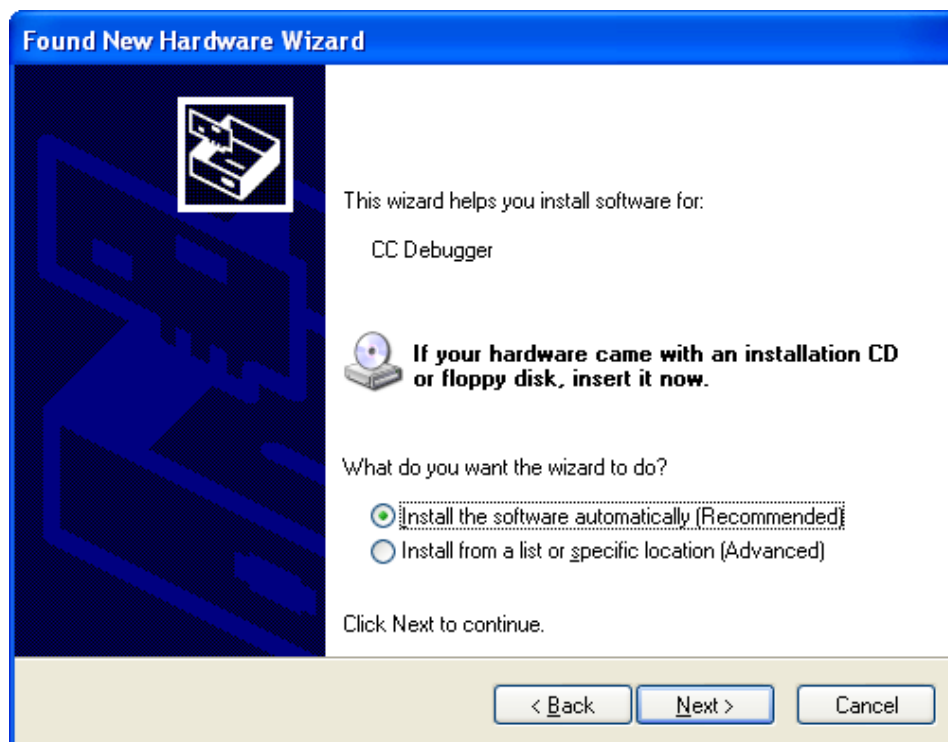 Found New Hardware Wizard
This wizard helps you install software for:
CC Debugger
If your hardware came with an installation CD
or floppy disk, insert it now.
What do you want the wizard to do?
Install the software automatically (Recommended)
Install from a list or specific location (Advanced)
Click Next to continue.
< Back Next > Cancel